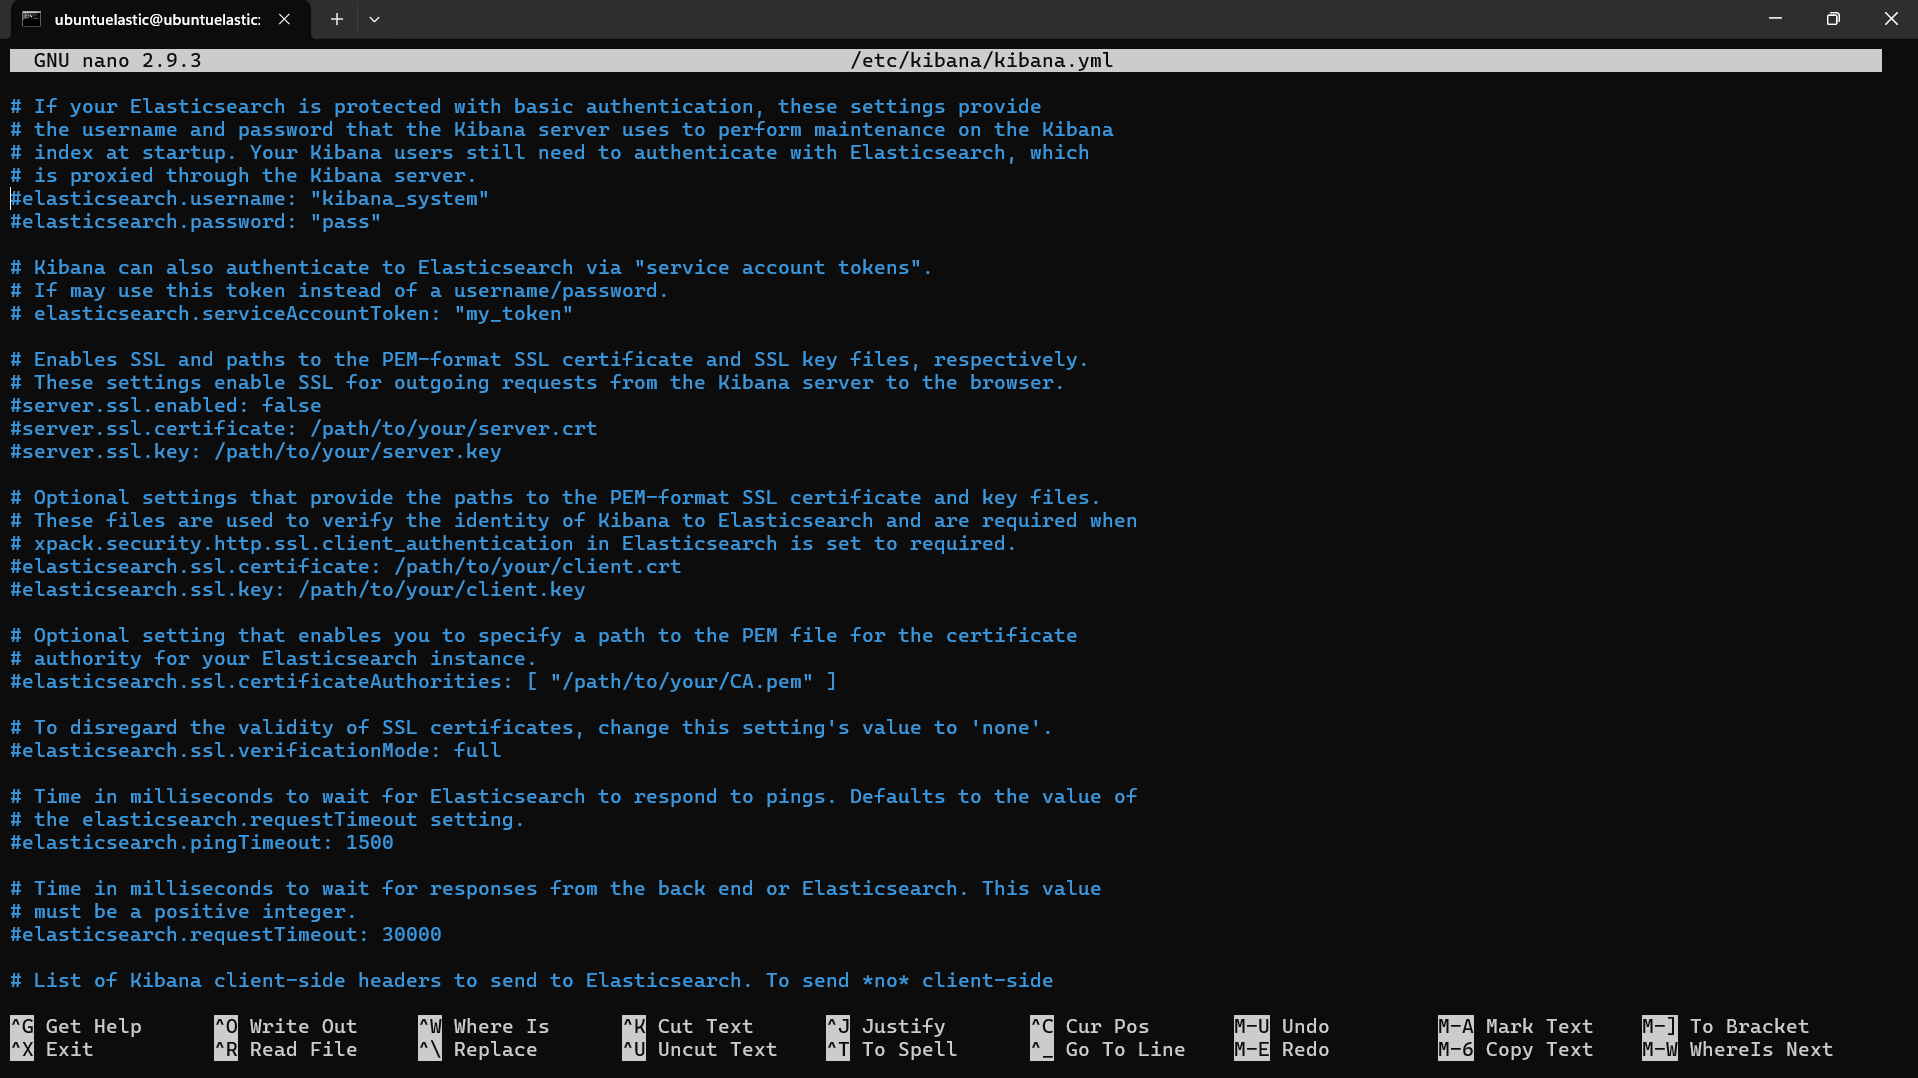 ubuntuelastic@ubuntuelastic:
GNU nano 2.9.3 /etc/kibana/kibana.yml
# If your Elasticsearch is protected with basic authentication, these settings provide
# the username and password that the Kibana server uses to perform maintenance on the Kibana
# index at startup. Your Kibana users still need to authenticate with Elasticsearch, which
# is proxied through the Kibana server.
#elasticsearch.username: "kibana_system"
#elasticsearch.password: "pass"
# Kibana can also authenticate to Elasticsearch via "service account tokens".
# If may use this token instead of a username/password.
# elasticsearch.serviceAccountToken: "my_token"
# Enables SSL and paths to the PEM-format SSL certificate and SSL key files, respectively.
# These settings enable SSL for outgoing requests from the Kibana server to the browser.
#server.ssl.enabled: false
#server.ssl.certificate: /path/to/your/server.crt
#server.ssl.key: /path/to/your/server.key
# Optional settings that provide the paths to the PEM-format SSL certificate and key files.
# These files are used to verify the identity of Kibana to Elasticsearch and are required when
# xpack.security.http.ssl.client_authentication in Elasticsearch is set to required.
#elasticsearch.ssl.certificate: /path/to/your/client.crt
#elasticsearch.ssl.key: /path/to/your/client.key
# Optional setting that enables you to specify a path to the PEM file for the certificate
# authority for your Elasticsearch instance.
#elasticsearch.ssl.certificateAuthorities: [ "/path/to/your/CA.pem" ]
# To disregard the validity of SSL certificates, change this setting's value to 'none'.
#elasticsearch.ssl.verificationMode: full
# Time in milliseconds to wait for Elasticsearch to respond to pings. Defaults to the value of
# the elasticsearch.requestTimeout setting.
#elasticsearch.pingTimeout: 1500
# Time in milliseconds to wait for responses from the back end or Elasticsearch. This value
# must be a positive integer.
#elasticsearch.requestTimeout: 30000
# List of Kibana client-side headers to send to Elasticsearch. To send *no* client-side
^G Get Help ^O Write Out ^W Where Is ^K Cut Text ^J Justify ^C Cur Pos M-U Undo M-A Mark Text M-] To Bracket
^X Exit ^R Read File ^\ Replace ^U Uncut Text ^T To Spell ^_ Go To Line M-E Redo M-6 Copy Text M-W WhereIs Next